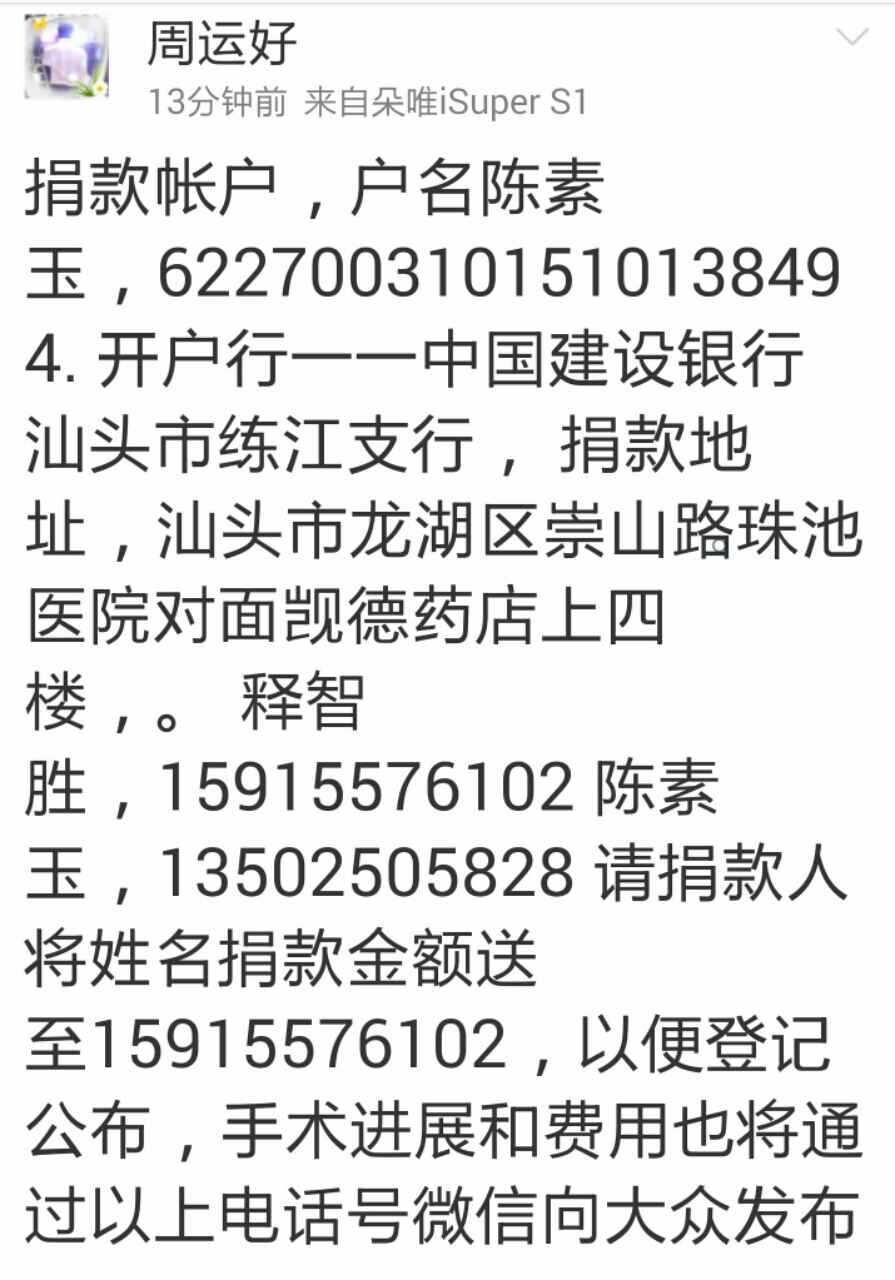 周运好
13分钟前 来自朵唯iSuper S1
捐款帐户，户名陈素
玉，622700310151013849
4. 开户行一一中国建设银行
汕头市练江支行， 捐款地
址，汕头市龙湖区崇山路珠池
医院对面觊德药店上四
楼，。 释智
胜，15915576102 陈素
玉，13502505828 请捐款人
将姓名捐款金额送
至15915576102，以便登记
公布，手术进展和费用也将通
过以上电话号微信向大众发布